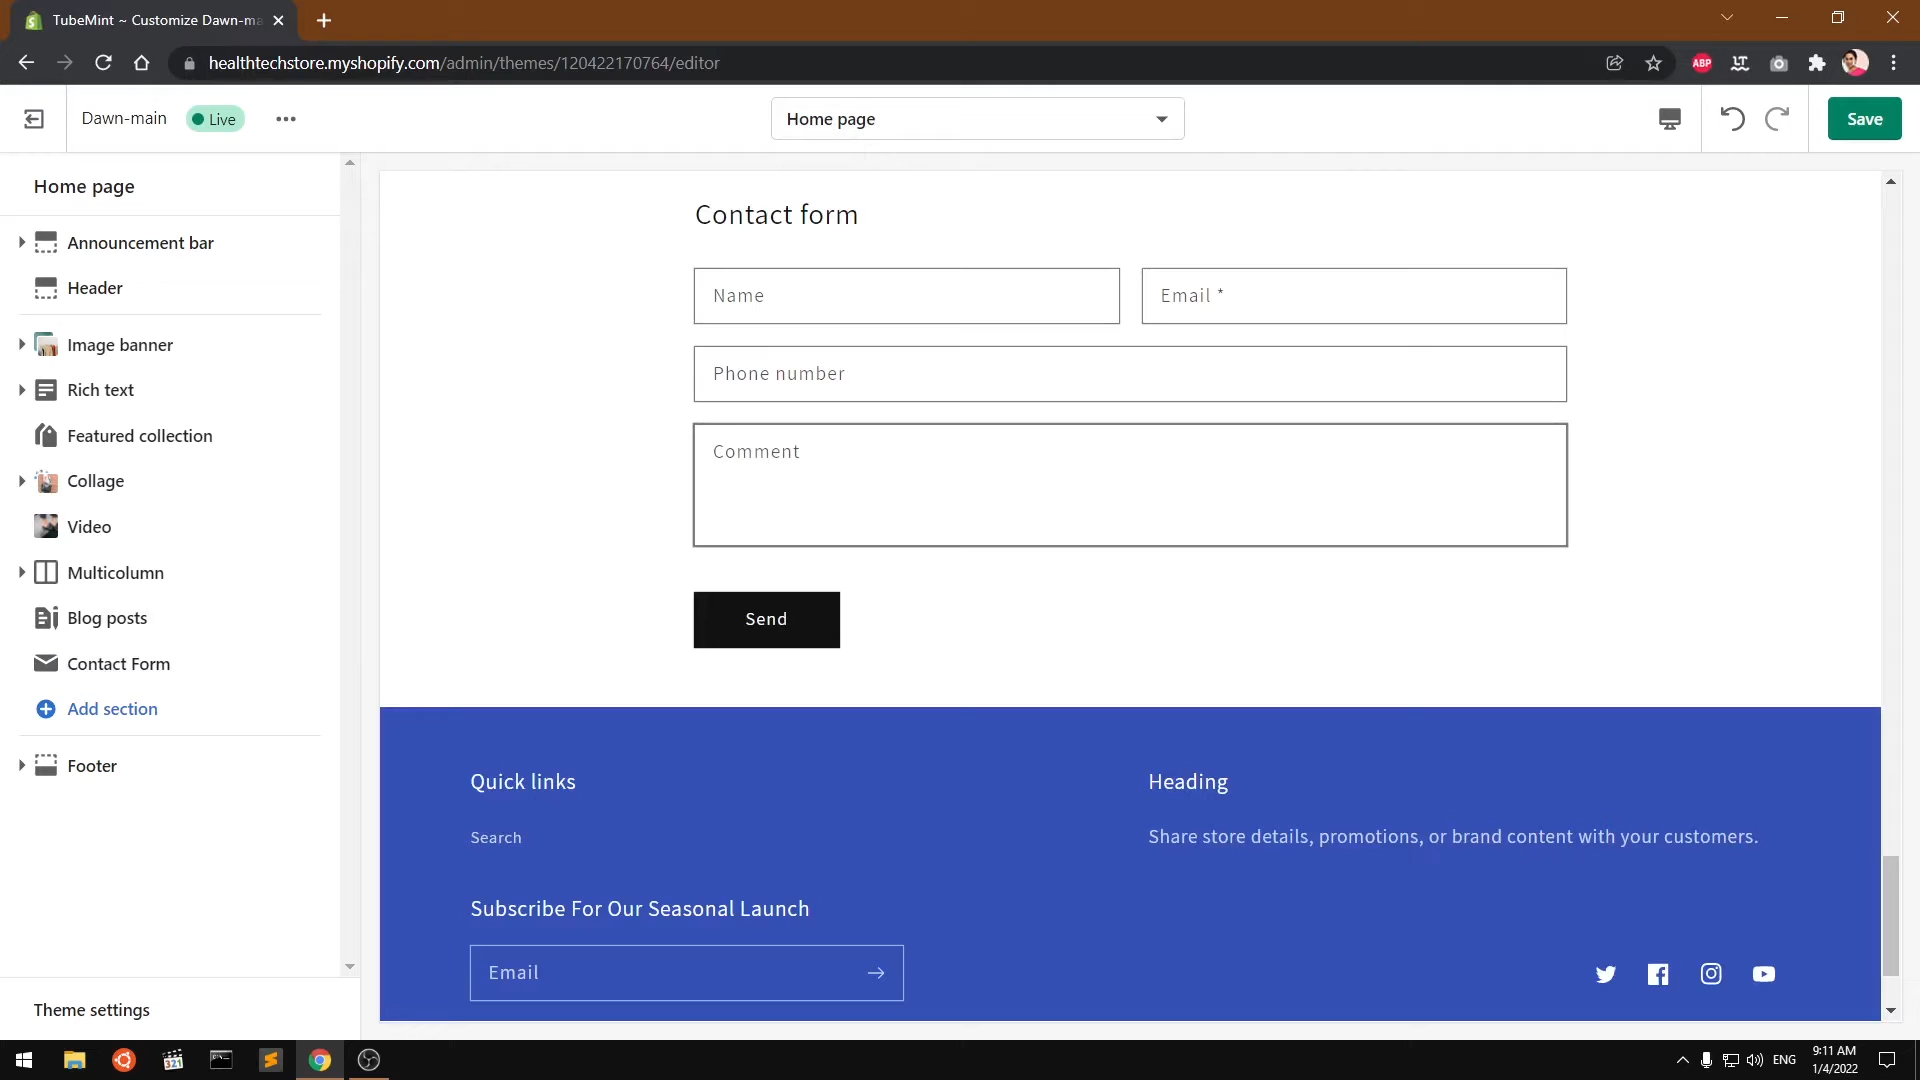 TubeMint ~ Customize Dawn-ma
healthtechstore.myshopify.com/admin/themes/120422170764/editor
ABP
Dawn-main
Live
Home page
Save
Home page
Announcement bar
Header
Image banner
Rich text
Featured collection
Collage
Video
Multicolumn
Blog posts
Contact Form
Add section
Footer
Theme settings
Contact form
Name
Email *
Phone number
Comment
Send
Quick links
Heading
Search
Share store details, promotions, or brand content with your customers.
Subscribe For Our Seasonal Launch
Email
321
ENG
9:11 AM
1/4/2022